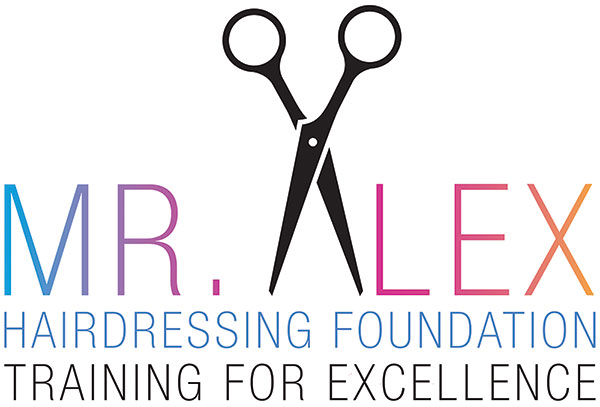 MR. ALEX
HAIRDRESSING FOUNDATION
TRAINING FOR EXCELLENCE